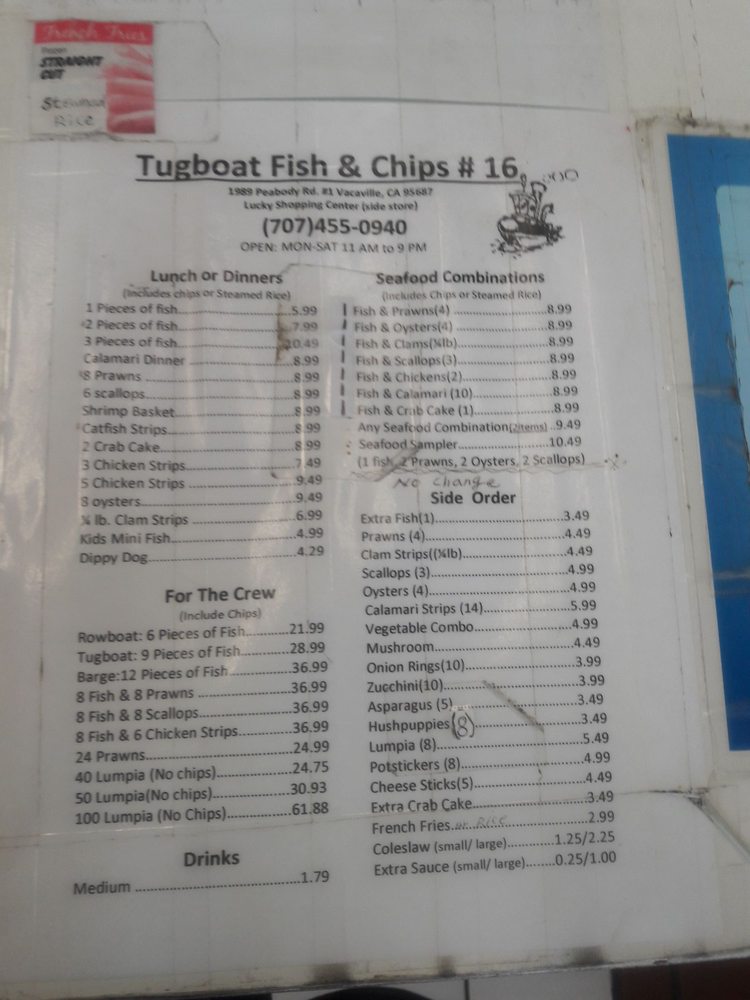 French Fries
Frozen
STRAIGHT
CUT
Steamed
Rice
Tugboat Fish & Chips # 16
1989 Peabody Rd. #1 Vacaville, CA 95687
Lucky Shopping Center (side store)
(707)455-0940
OPEN: MON-SAT 11 AM to 9 PM
Lunch or Dinners
(Includes chips or Steamed Rice)
1 Pieces of fish 5.99
2 Pieces of fish 7.99
3 Pieces of fish 10.49
Calamari Dinner 8.99
8 Prawns 8.99
6 scallops 8.99
Shrimp Basket 8.99
Catfish Strips 8.99
2 Crab Cake 8.99
3 Chicken Strips 7.49
5 Chicken Strips 9.49
8 oysters 9.49
¼ lb. Clam Strips 6.99
Kids Mini Fish 4.99
Dippy Dog 4.29
For The Crew
(Include Chips)
Rowboat: 6 Pieces of Fish 21.99
Tugboat: 9 Pieces of Fish 28.99
Barge:12 Pieces of Fish 36.99
8 Fish & 8 Prawns 36.99
8 Fish & 8 Scallops 36.99
8 Fish & 6 Chicken Strips 36.99
24 Prawns 24.99
40 Lumpia (No chips) 24.75
50 Lumpia(No chips) 30.93
100 Lumpia (No Chips) 61.88
Drinks
Medium 1.79
Seafood Combinations
(Includes Chips or Steamed Rice)
Fish & Prawns(4) 8.99
Fish & Oysters(4) 8.99
Fish & Clams(¼lb) 8.99
Fish & Scallops(3) 8.99
Fish & Chickens(2) 8.99
Fish & Calamari (10) 8.99
Fish & Crab Cake (1) 8.99
Any Seafood Combination(2items) 9.49
Seafood Sampler 10.49
(1 fish, 2 Prawns, 2 Oysters, 2 Scallops)
No change
Side Order
Extra Fish(1) 3.49
Prawns (4) 4.49
Clam Strips((¼lb) 4.49
Scallops (3) 4.99
Oysters (4) 4.99
Calamari Strips (14) 5.99
Vegetable Combo 4.99
Mushroom 4.49
Onion Rings(10) 3.99
Zucchini(10) 3.99
Asparagus (5) 3.49
Hushpuppies (8) 3.49
Lumpia (8) 5.49
Potstickers (8) 4.99
Cheese Sticks(5) 4.49
Extra Crab Cake 3.49
French Fries or Rice 2.99
Coleslaw (small/ large) 1.25/2.25
Extra Sauce (small/ large) 0.25/1.00